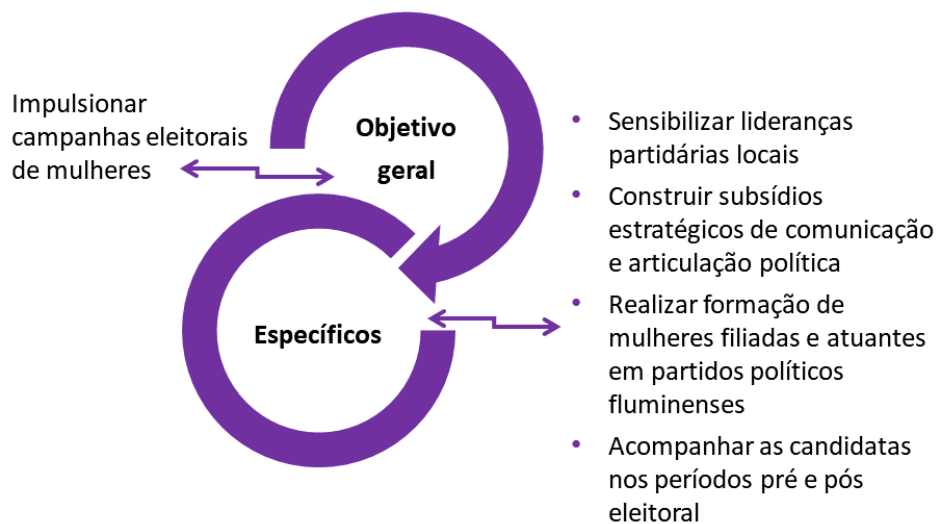 Impulsionar
campanhas eleitorais
de mulheres
Objetivo
geral
Específicos
• Sensibilizar lideranças
partidárias locais
• Construir subsídios
estratégicos de comunicação
e articulação política
• Realizar formação de
mulheres filiadas e atuantes
em partidos políticos
fluminenses
• Acompanhar as candidatas
nos períodos pré e pós
eleitoral